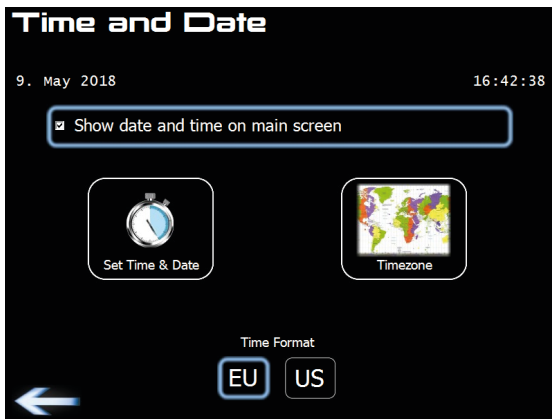 Time and Date
9. May 2018 16:42:38
Show date and time on main screen
Set Time & Date
Timezone
Time Format
EU US